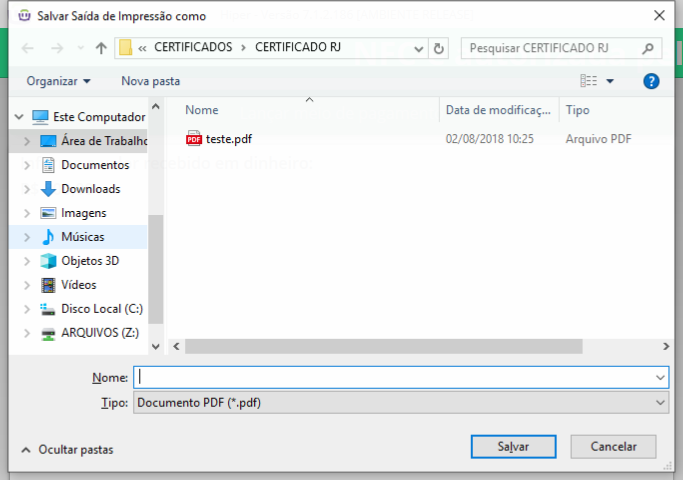 Salvar Saída de Impressão como
« CERTIFICADOS > CERTIFICADO RJ
Pesquisar CERTIFICADO RJ
Organizar
Nova pasta
?
Nome
Data de modificaç...
Tipo
Este Computador
Área de Trabalho
Documentos
Downloads
Imagens
Músicas
Objetos 3D
Vídeos
Disco Local (C:)
ARQUIVOS (Z:)
PDF teste.pdf
02/08/2018 10:25
Arquivo PDF
Nome:
Tipo:
Documento PDF (*.pdf)
Ocultar pastas
Salvar
Cancelar